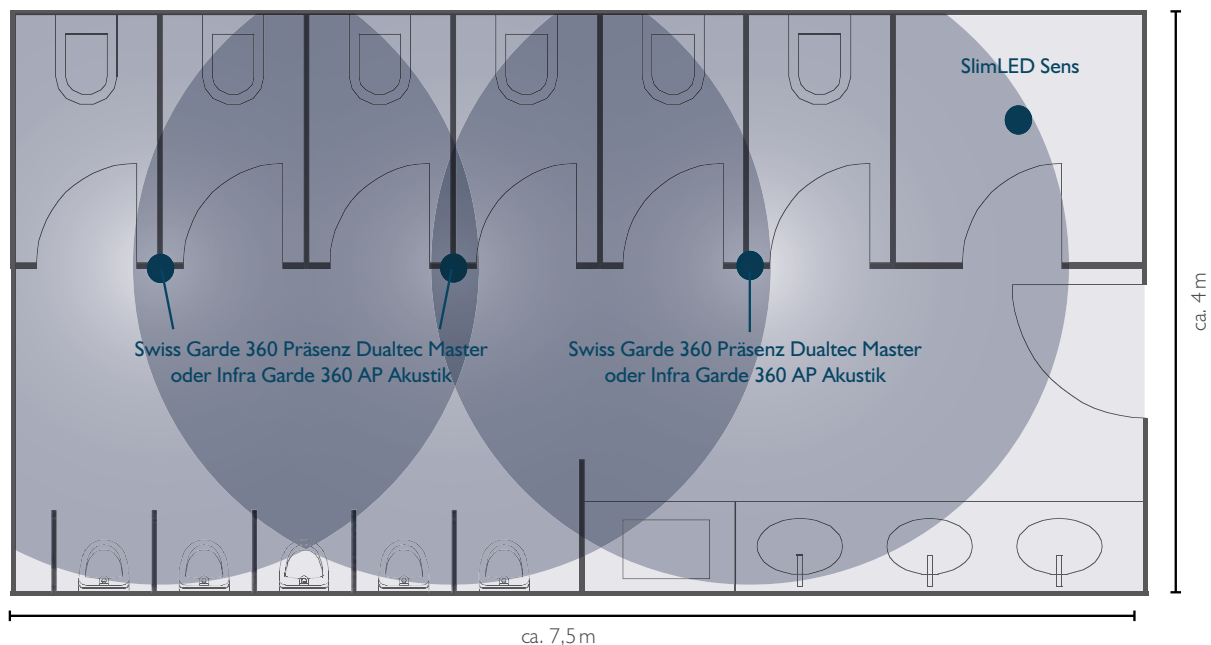 SlimLED Sens
Swiss Garde 360 Präsenz Dualtec Master
oder Infra Garde 360 AP Akustik
Swiss Garde 360 Präsenz Dualtec Master
oder Infra Garde 360 AP Akustik
ca. 4 m
ca. 7,5 m